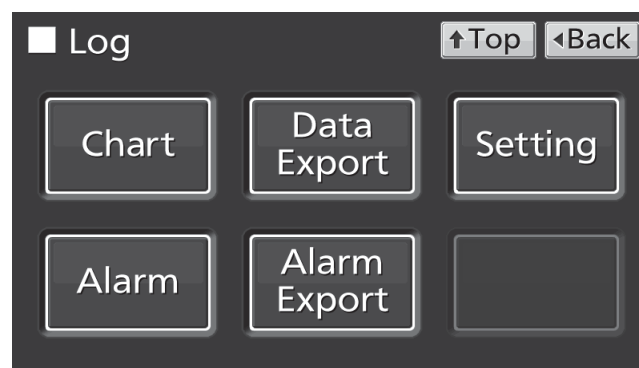 Log
Top
Back
Chart
Data
Export
Setting
Alarm
Alarm
Export